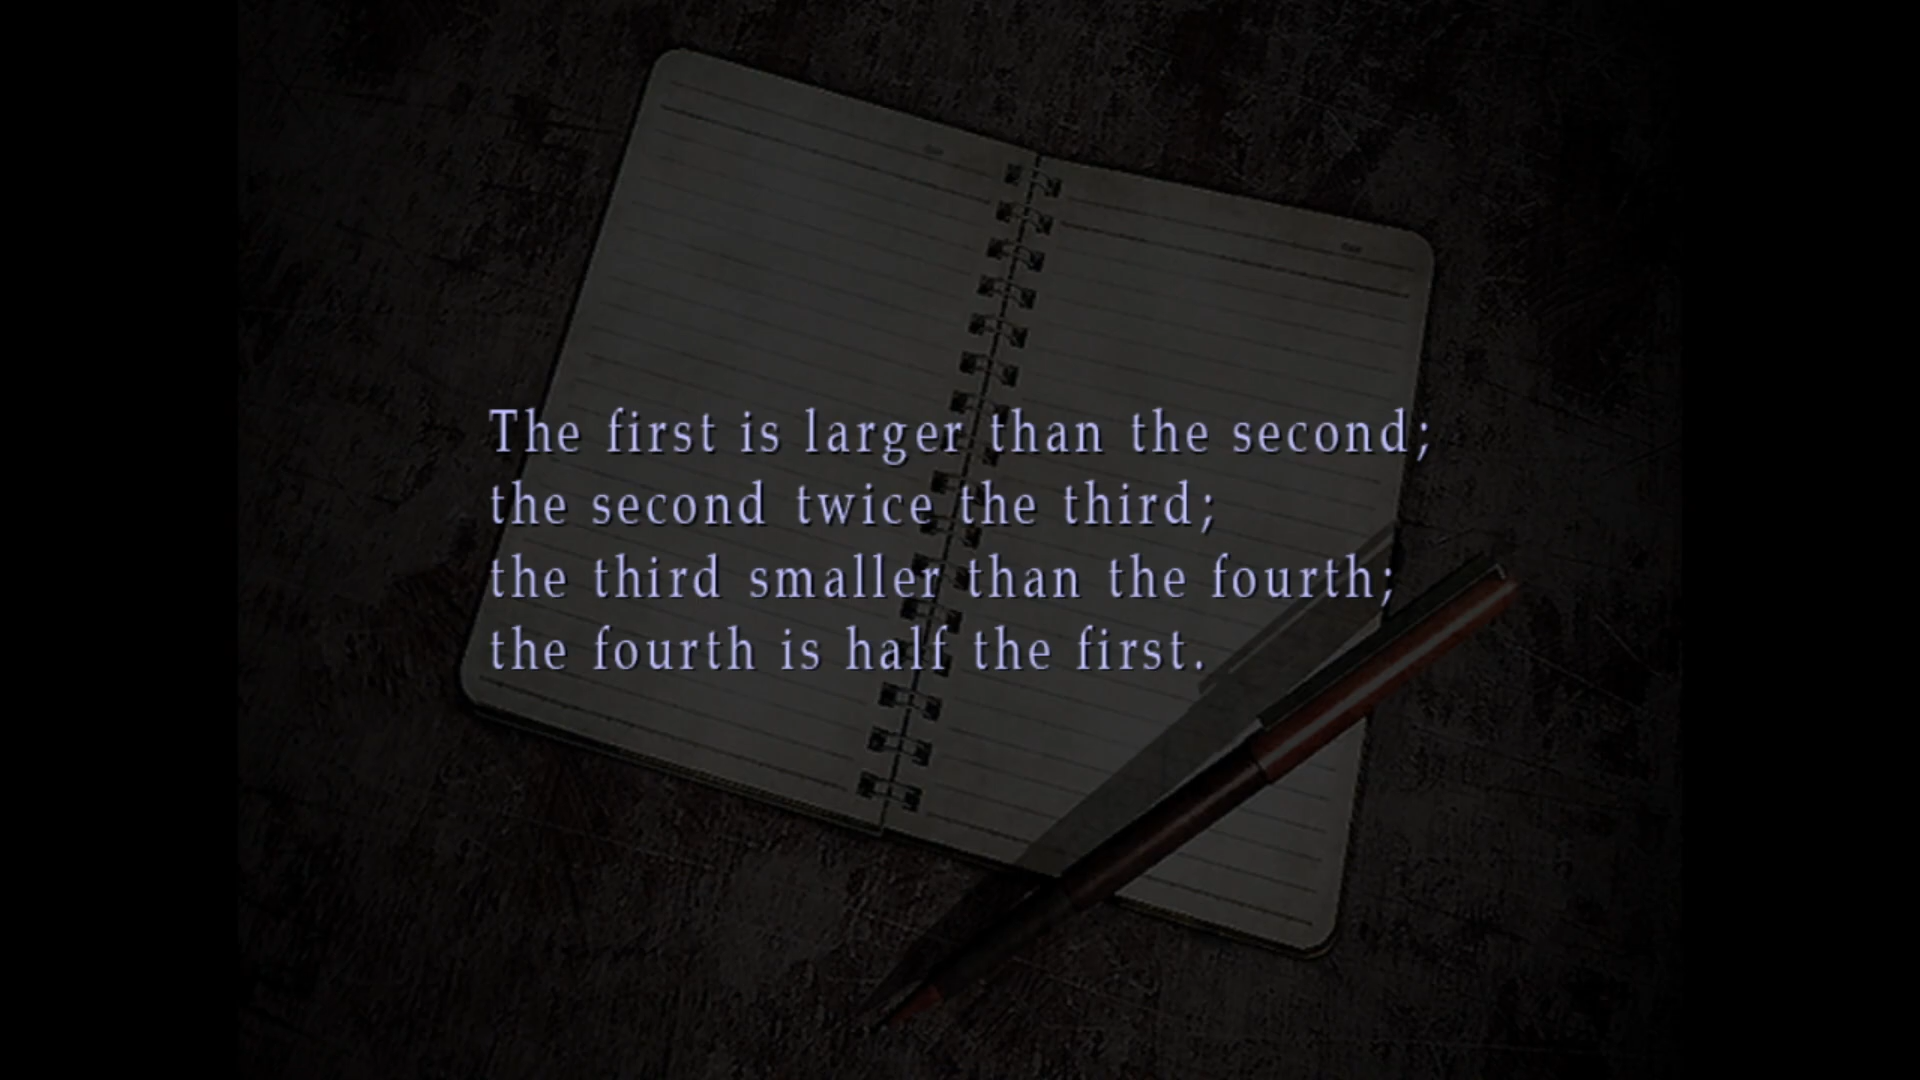 The first is larger than the second;
the second twice the third;
the third smaller than the fourth;
the fourth is half the first.